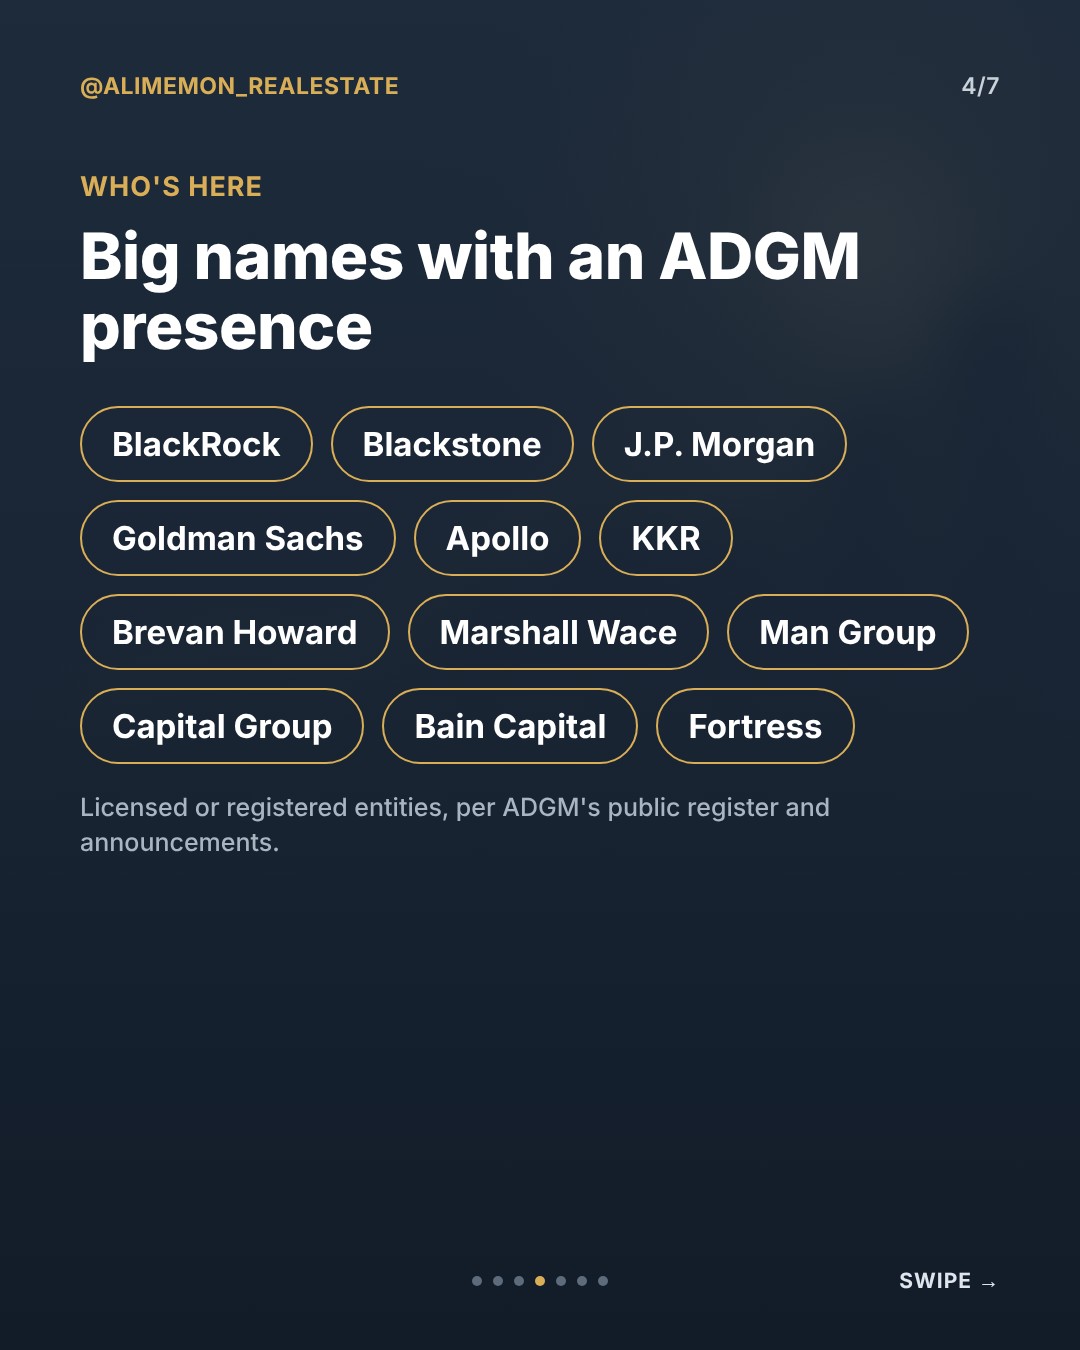 @ALIMEMON_REALESTATE 4/7
WHO'S HERE
Big names with an ADGM
presence
BlackRock Blackstone J.P. Morgan
Goldman Sachs Apollo KKR
Brevan Howard Marshall Wace Man Group
Capital Group Bain Capital Fortress
Licensed or registered entities, per ADGM's public register and
announcements.
SWIPE →